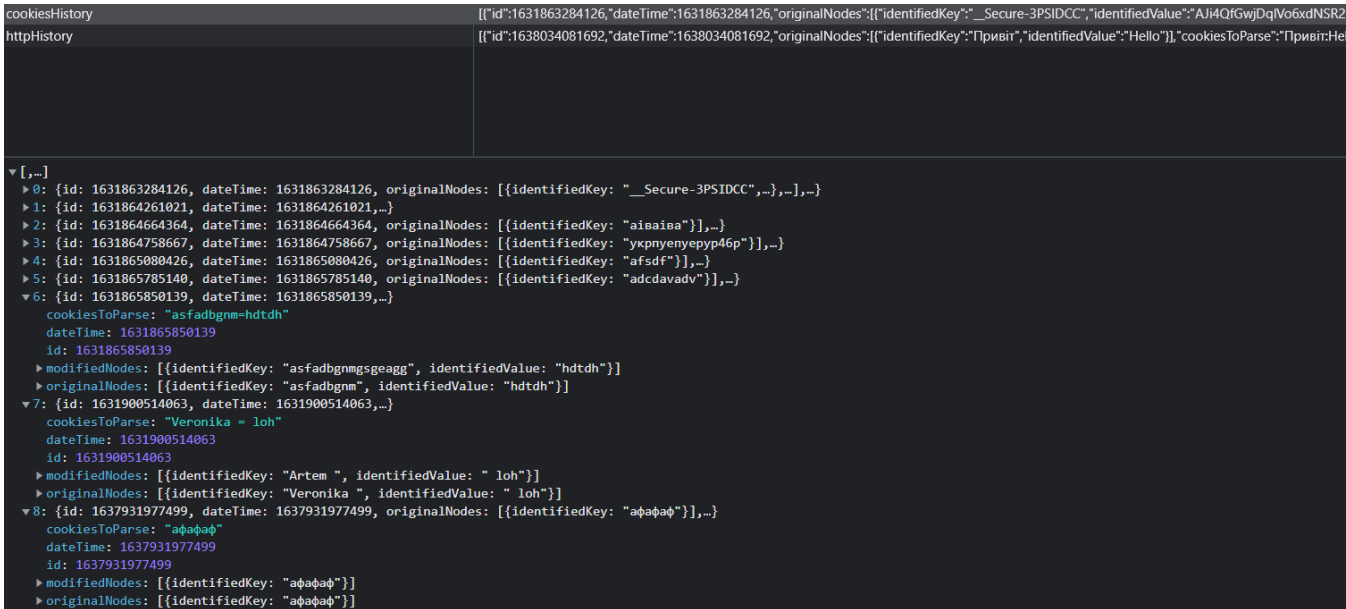 cookiesHistory [{"id":1631863284126,"dateTime":1631863284126,"originalNodes":[{"identifiedKey":"__Secure-3PSIDCC","identifiedValue":"AJi4QfGwjDqlVo6xdNSR2
httpHistory [{"id":1638034081692,"dateTime":1638034081692,"originalNodes":[{"identifiedKey":"Привіт","identifiedValue":"Hello"}],"cookiesToParse":"Привіт:Hel
▼[,…]
▶0: {id: 1631863284126, dateTime: 1631863284126, originalNodes: [{identifiedKey: "__Secure-3PSIDCC",…},…],…}
▶1: {id: 1631864261021, dateTime: 1631864261021,…}
▶2: {id: 1631864664364, dateTime: 1631864664364, originalNodes: [{identifiedKey: "аіваіва"}],…}
▶3: {id: 1631864758667, dateTime: 1631864758667, originalNodes: [{identifiedKey: "укрпуепуерур46р"}],…}
▶4: {id: 1631865080426, dateTime: 1631865080426, originalNodes: [{identifiedKey: "afsdf"}],…}
▶5: {id: 1631865785140, dateTime: 1631865785140, originalNodes: [{identifiedKey: "adcdavadv"}],…}
▼6: {id: 1631865850139, dateTime: 1631865850139,…}
cookiesToParse: "asfadbgnm=hdtdh"
dateTime: 1631865850139
id: 1631865850139
▶modifiedNodes: [{identifiedKey: "asfadbgnmgsgeagg", identifiedValue: "hdtdh"}]
▶originalNodes: [{identifiedKey: "asfadbgnm", identifiedValue: "hdtdh"}]
▼7: {id: 1631900514063, dateTime: 1631900514063,…}
cookiesToParse: "Veronika = loh"
dateTime: 1631900514063
id: 1631900514063
▶modifiedNodes: [{identifiedKey: "Artem ", identifiedValue: " loh"}]
▶originalNodes: [{identifiedKey: "Veronika ", identifiedValue: " loh"}]
▼8: {id: 1637931977499, dateTime: 1637931977499, originalNodes: [{identifiedKey: "афафаф"}],…}
cookiesToParse: "афафаф"
dateTime: 1637931977499
id: 1637931977499
▶modifiedNodes: [{identifiedKey: "афафаф"}]
▶originalNodes: [{identifiedKey: "афафаф"}]